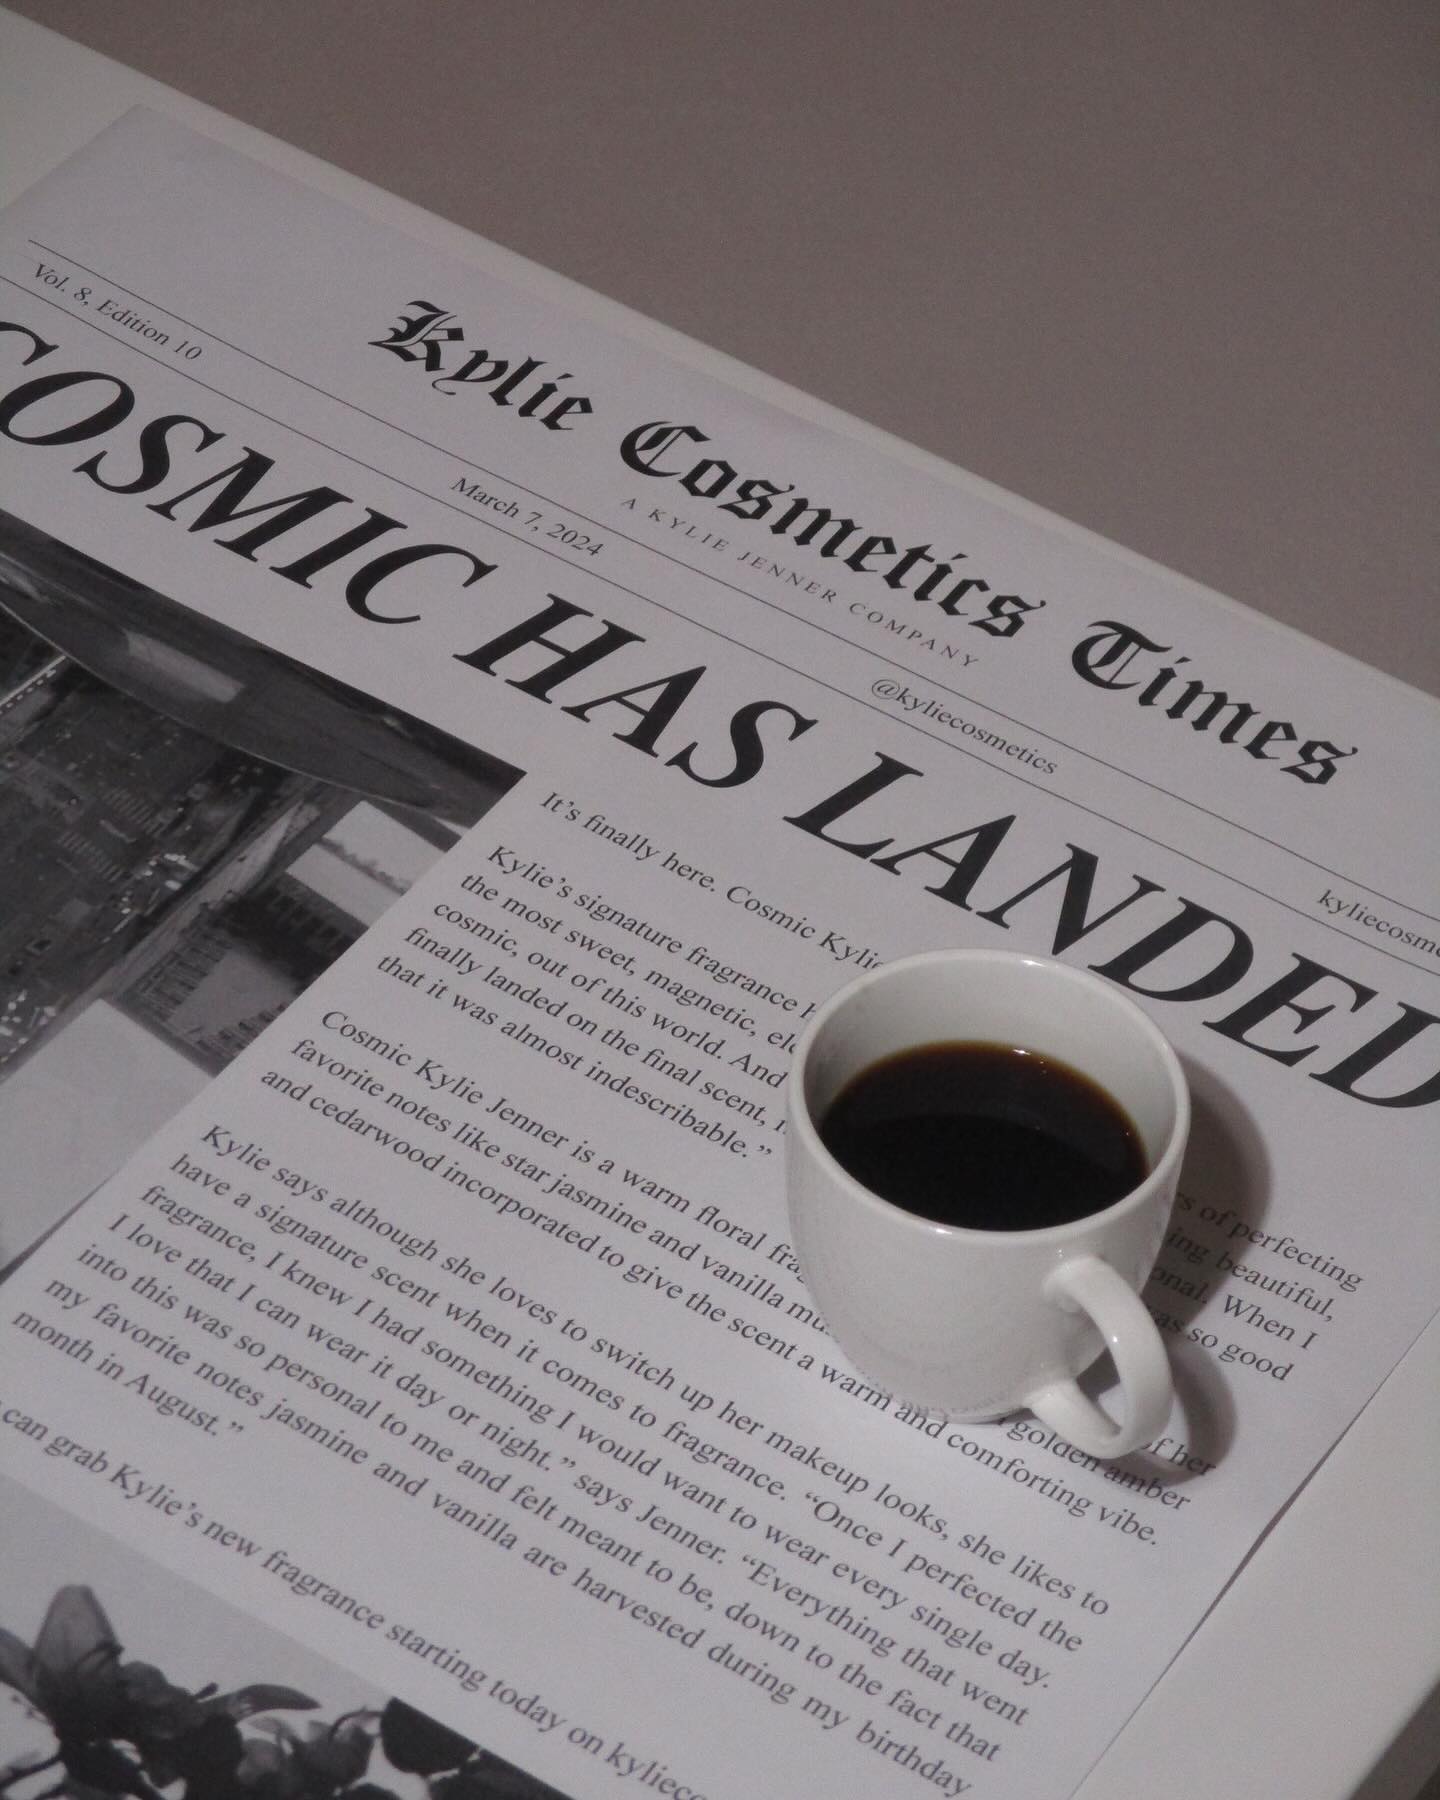 Kylie Cosmetics Times
A KYLIE JENNER COMPANY
Vol. 8, Edition 10
March 7, 2024
@kyliecosmetics
COSMIC HAS LANDED
It's finally here. Cosmic Kylie
Kylie's signature fragrance
rs of perfecting
the most sweet, magnetic,
ing beautiful,
cosmic, out of this world. And
onal. When I
finally landed on the final scent,
was so good
that it was almost indescribable.”
Cosmic Kylie Jenner is a warm floral
of her
favorite notes like star jasmine and vanilla
golden amber
and cedarwood incorporated to give the scent a warm and comforting vibe.
Kylie says although she loves to switch up her makeup looks, she likes to
have a signature scent when it comes to fragrance. “Once I perfected the
fragrance, I knew I had something I would want to wear every single day.
I love that I can wear it day or night.” says Jenner. “Everything that went
into this was so personal to me and felt meant to be, down to the fact that
my favorite notes jasmine and vanilla are harvested during my birthday
month in August.”
can grab Kylie's new fragrance starting today on